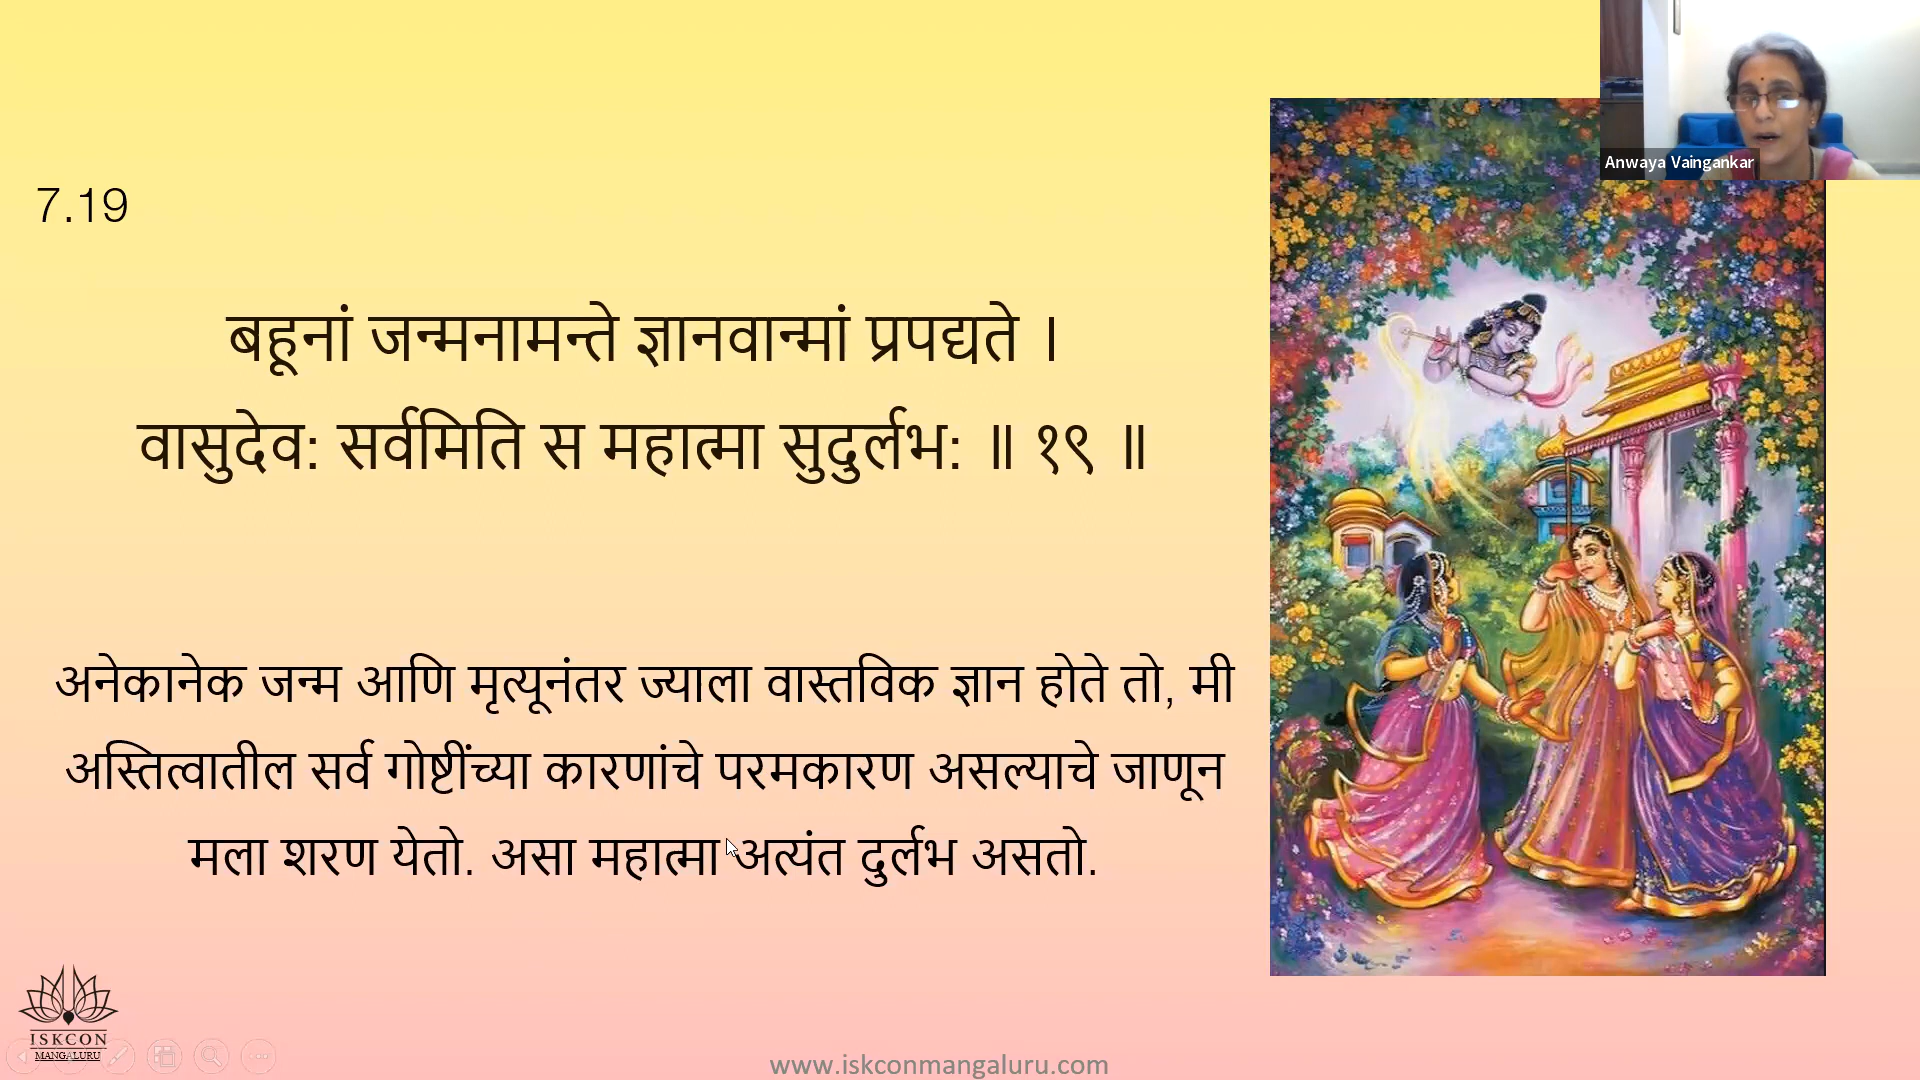 Anwaya Vaingankar
7.19
बहूनां जन्मनामन्ते ज्ञानवान्मां प्रपद्यते ।
वासुदेव: सर्वमिति स महात्मा सुदुर्लभ: ॥ १९ ॥
अनेकानेक जन्म आणि मृत्यूनंतर ज्याला वास्तविक ज्ञान होते तो, मी
अस्तित्वातील सर्व गोष्टींच्या कारणांचे परमकारण असल्याचे जाणून
मला शरण येतो. असा महात्मा अत्यंत दुर्लभ असतो.
ISKCON
MANGALURU
www.iskconmangaluru.com